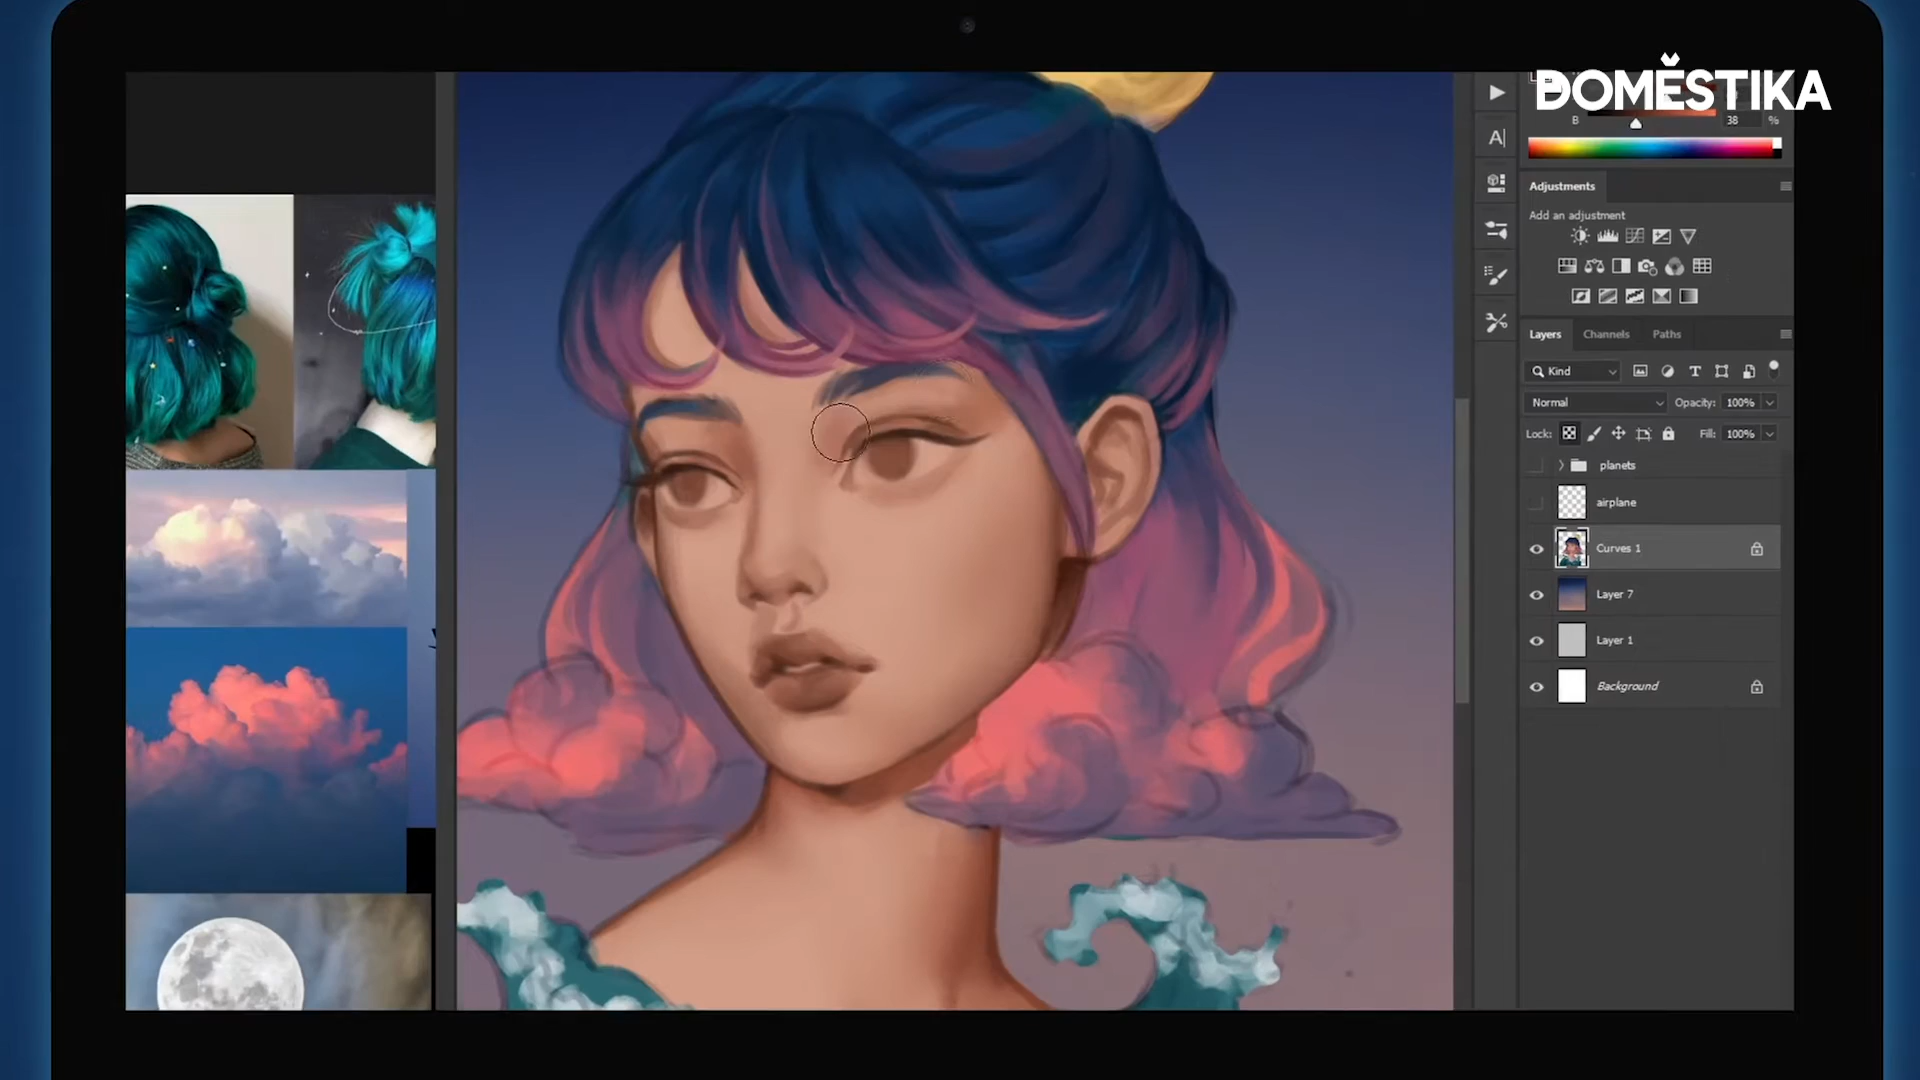 DOMESTIKA
B 38 %
A
Adjustments
Add an adjustment
Layers Channels Paths
Kind
Normal Opacity: 100%
Lock: Fill: 100%
planets
airplane
Curves 1
Layer 7
Layer 1
Background